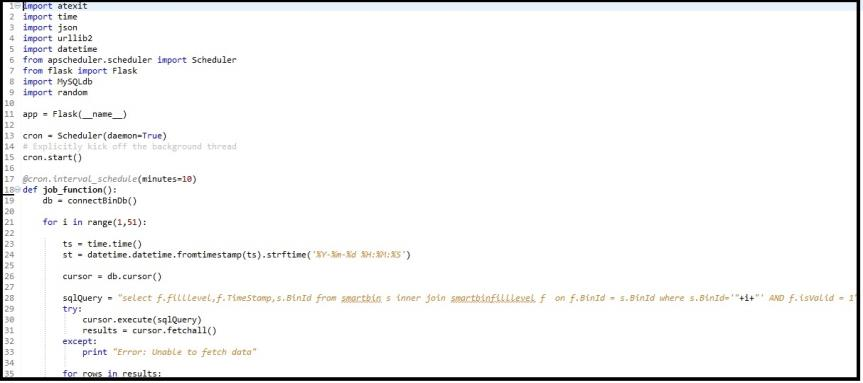 1 import atexit
2 import time
3 import json
4 import urllib2
5 import datetime
6 from apscheduler.scheduler import Scheduler
7 from flask import Flask
8 import MySQLdb
9 import random
10
11 app = Flask(__name__)
12
13 cron = Scheduler(daemon=True)
14 # Explicitly kick off the background thread
15 cron.start()
16
17 @cron.interval_schedule(minutes=10)
18 def job_function():
19     db = connectBinDb()
20
21     for i in range(1,51):
22
23         ts = time.time()
24         st = datetime.datetime.fromtimestamp(ts).strftime('%Y-%m-%d %H:%M:%S')
25
26         cursor = db.cursor()
27
28         sqlQuery = "select f.filllevel,f.TimeStamp,s.BinId from smartbin s inner join smartbinfilllevel f  on f.BinId = s.BinId where s.BinId='"+i+"' AND f.isValid = 1"
29         try:
30             cursor.execute(sqlQuery)
31             results = cursor.fetchall()
32         except:
33             print "Error: Unable to fetch data"
34
35         for rows in results: